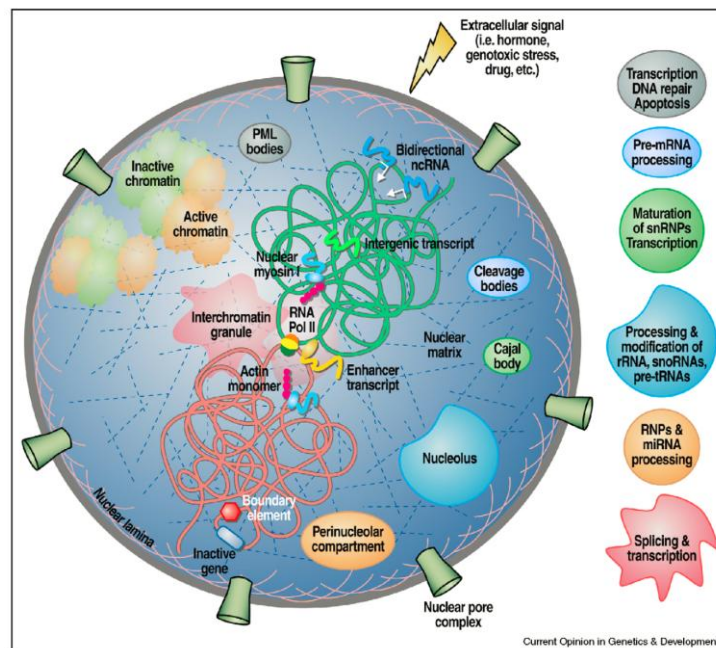 Extracellular signal
(i.e. hormone,
genotoxic stress,
drug, etc.)
Transcription
DNA repair
Apoptosis
PML
bodies
Bidirectional
ncRNA
Inactive
chromatin
Pre-mRNA
processing
Active
chromatin
Intergenic transcript
Maturation
of snRNPs
Transcription
Nuclear
myosin I
Cleavage
bodies
Interchromatin
granule
RNA
Pol II
Nuclear
matrix
Cajal
body
Processing &
modification of
rRNA, snoRNAs,
pre-tRNAs
Actin
monomer
Enhancer
transcript
Nucleolus
RNPs &
miRNA
processing
Boundary
element
Nuclear lamina
Perinucleolar
compartment
Inactive
gene
Splicing &
transcription
Nuclear pore
complex
Current Opinion in Genetics & Development